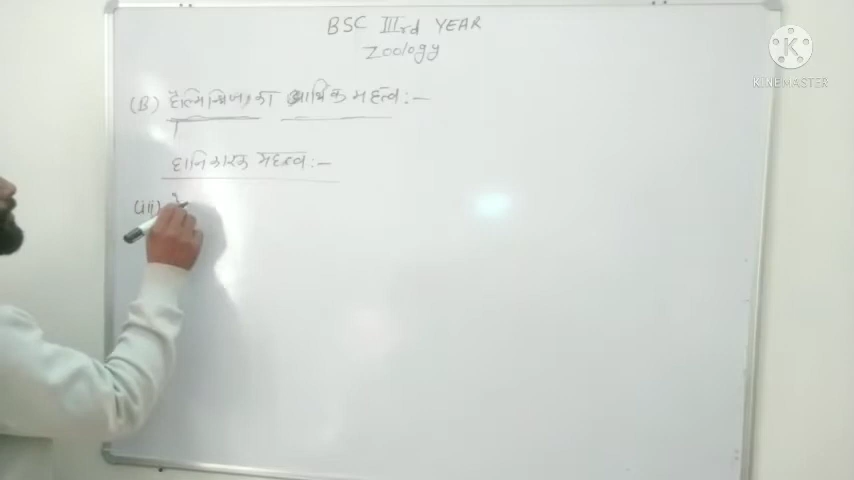 BSC IIIrd YEAR
Zoology
K
KINEMASTER
(B) हैल्मिन्थिज का आर्थिक महत्व :-
हानिकारक महत्व :-
(iii)